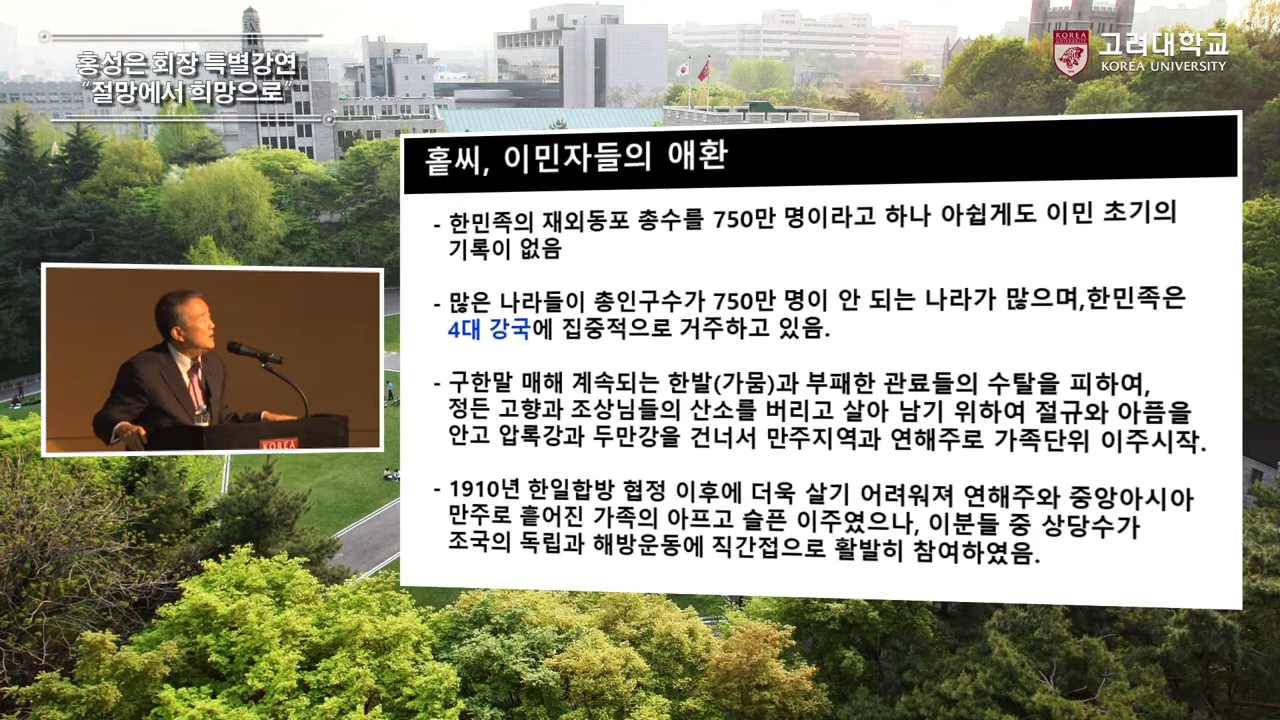 홍성은 회장 특별강연
“절망에서 희망으로”
KOREA
고려대학교
KOREA UNIVERSITY
홑씨, 이민자들의 애환
- 한민족의 재외동포 총수를 750만 명이라고 하나 아쉽게도 이민 초기의
기록이 없음
- 많은 나라들이 총인구수가 750만 명이 안 되는 나라가 많으며,한민족은
4대 강국에 집중적으로 거주하고 있음.
- 구한말 매해 계속되는 한발(가뭄)과 부패한 관료들의 수탈을 피하여,
정든 고향과 조상님들의 산소를 버리고 살아 남기 위하여 절규와 아픔을
안고 압록강과 두만강을 건너서 만주지역과 연해주로 가족단위 이주시작.
- 1910년 한일합방 협정 이후에 더욱 살기 어려워져 연해주와 중앙아시아
만주로 흩어진 가족의 아프고 슬픈 이주였으나, 이분들 중 상당수가
조국의 독립과 해방운동에 직간접으로 활발히 참여하였음.
KOREA